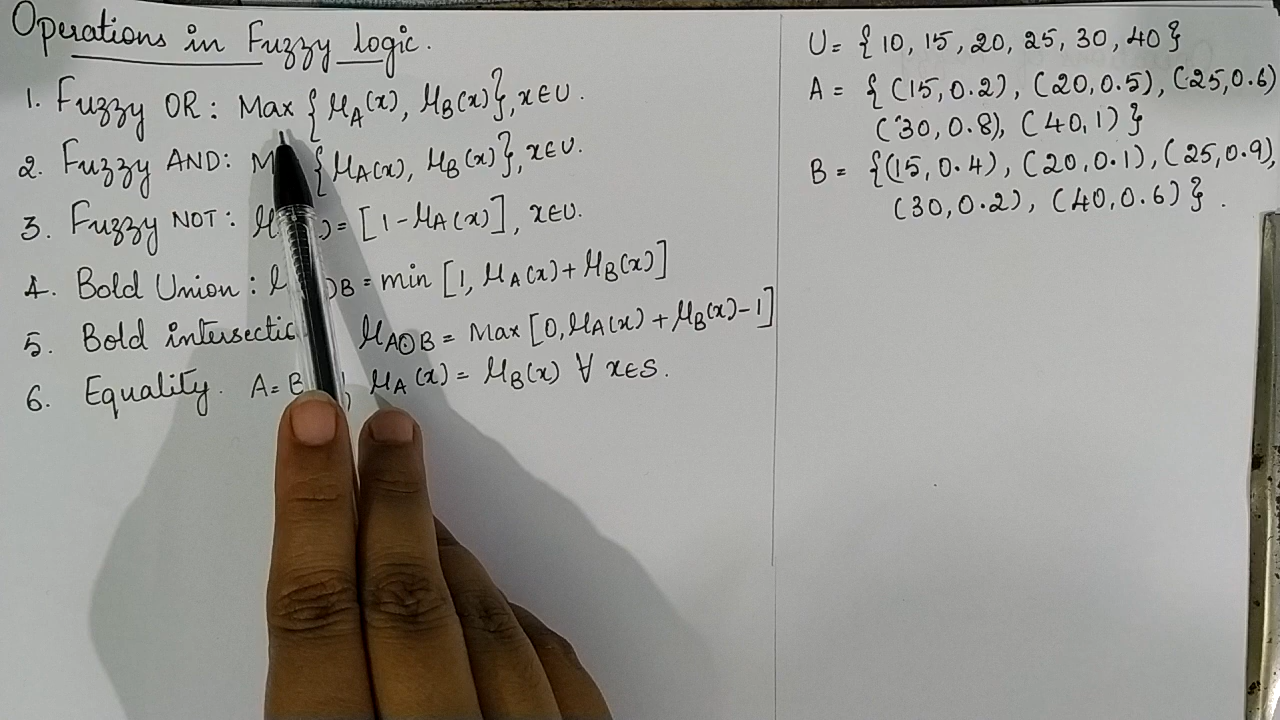 Operations in Fuzzy logic.
1. Fuzzy OR : Max { μA(x), μB(x)}, x∈U.
2. Fuzzy AND: M { μA(x), μB(x)}, x∈U.
3. Fuzzy NOT : ) = [1-μA(x)], x∈U.
4. Bold Union : B = min [1, μA(x) + μB(x)]
5. Bold intersectio μA⊙B = Max [0, μA(x) + μB(x)-1]
6. Equality. A= B μA(x) = μB(x) ∀ x∈S.
U = { 10, 15, 20, 25, 30, 40 }
A = { (15, 0.2), (20, 0.5), (25, 0.6)
(30, 0.8), (40, 1) }
B = {(15, 0.4), (20, 0.1), (25, 0.9),
(30, 0.2), (40, 0.6) } .